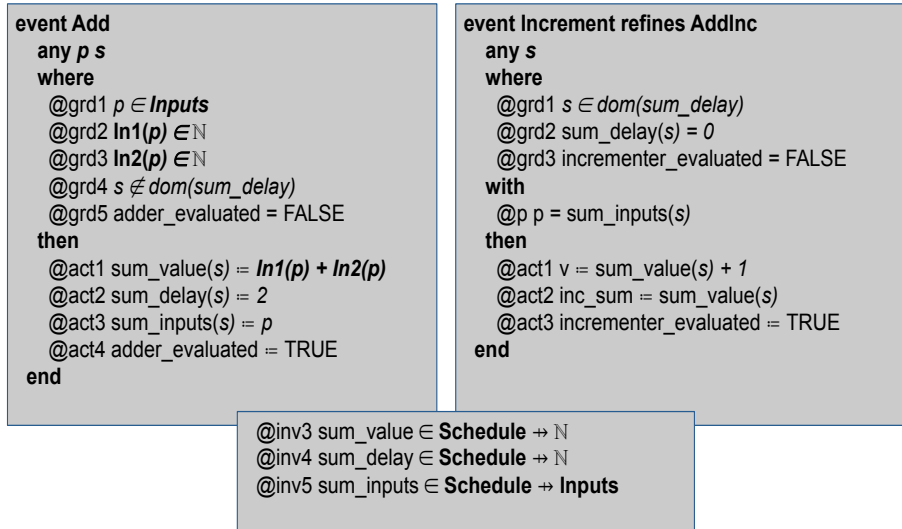 event Add
any p s
where
@grd1 p ∈ Inputs
@grd2 In1(p) ∈ ℕ
@grd3 In2(p) ∈ ℕ
@grd4 s ∉ dom(sum_delay)
@grd5 adder_evaluated = FALSE
then
@act1 sum_value(s) ≔ In1(p) + In2(p)
@act2 sum_delay(s) ≔ 2
@act3 sum_inputs(s) ≔ p
@act4 adder_evaluated ≔ TRUE
end
event Increment refines AddInc
any s
where
@grd1 s ∈ dom(sum_delay)
@grd2 sum_delay(s) = 0
@grd3 incrementer_evaluated = FALSE
with
@p p = sum_inputs(s)
then
@act1 v ≔ sum_value(s) + 1
@act2 inc_sum ≔ sum_value(s)
@act3 incrementer_evaluated ≔ TRUE
end
@inv3 sum_value ∈ Schedule ⇸ ℕ
@inv4 sum_delay ∈ Schedule ⇸ ℕ
@inv5 sum_inputs ∈ Schedule ⇸ Inputs